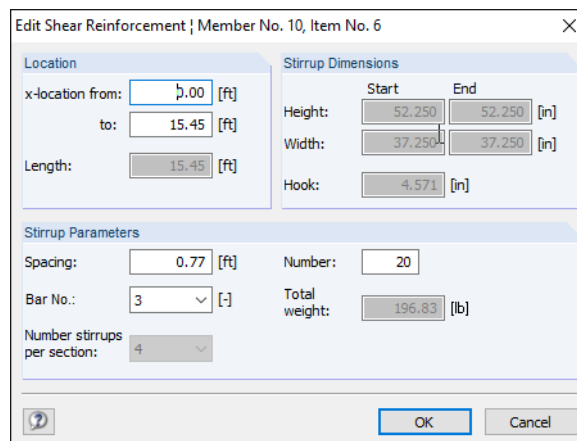 Edit Shear Reinforcement ¦ Member No. 10, Item No. 6
Location
x-location from: 0.00 [ft]
to: 15.45 [ft]
Length: 15.45 [ft]
Stirrup Dimensions
Start End
Height: 52.250 52.250 [in]
Width: 37.250 37.250 [in]
Hook: 4.571 [in]
Stirrup Parameters
Spacing: 0.77 [ft] Number: 20
Bar No.: 3 [-] Total
weight: 196.83 [lb]
Number stirrups
per section: 4
OK Cancel